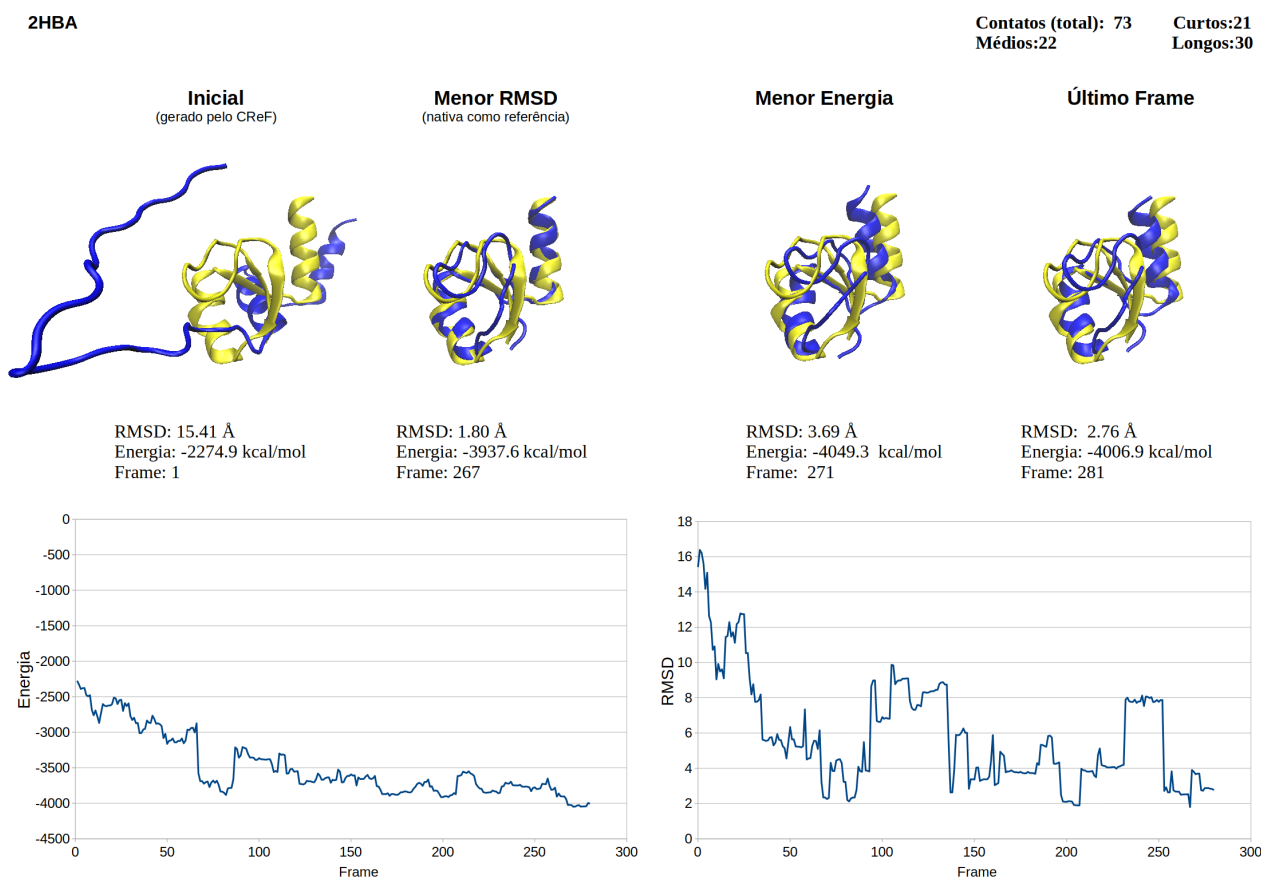 2HBA
Contatos (total):  73 Curtos:21
Médios:22 Longos:30
Inicial
(gerado pelo CReF)
Menor RMSD
(nativa como referência)
Menor Energia
Último Frame
RMSD: 15.41 Å
Energia: -2274.9 kcal/mol
Frame: 1
RMSD: 1.80 Å
Energia: -3937.6 kcal/mol
Frame: 267
RMSD: 3.69 Å
Energia: -4049.3  kcal/mol
Frame:  271
RMSD:  2.76 Å
Energia: -4006.9 kcal/mol
Frame: 281
0
-500
-1000
-1500
-2000
-2500
-3000
-3500
-4000
-4500
Energia
0 50 100 150 200 250 300
Frame
18
16
14
12
10
8
6
4
2
0
RMSD
0 50 100 150 200 250 300
Frame